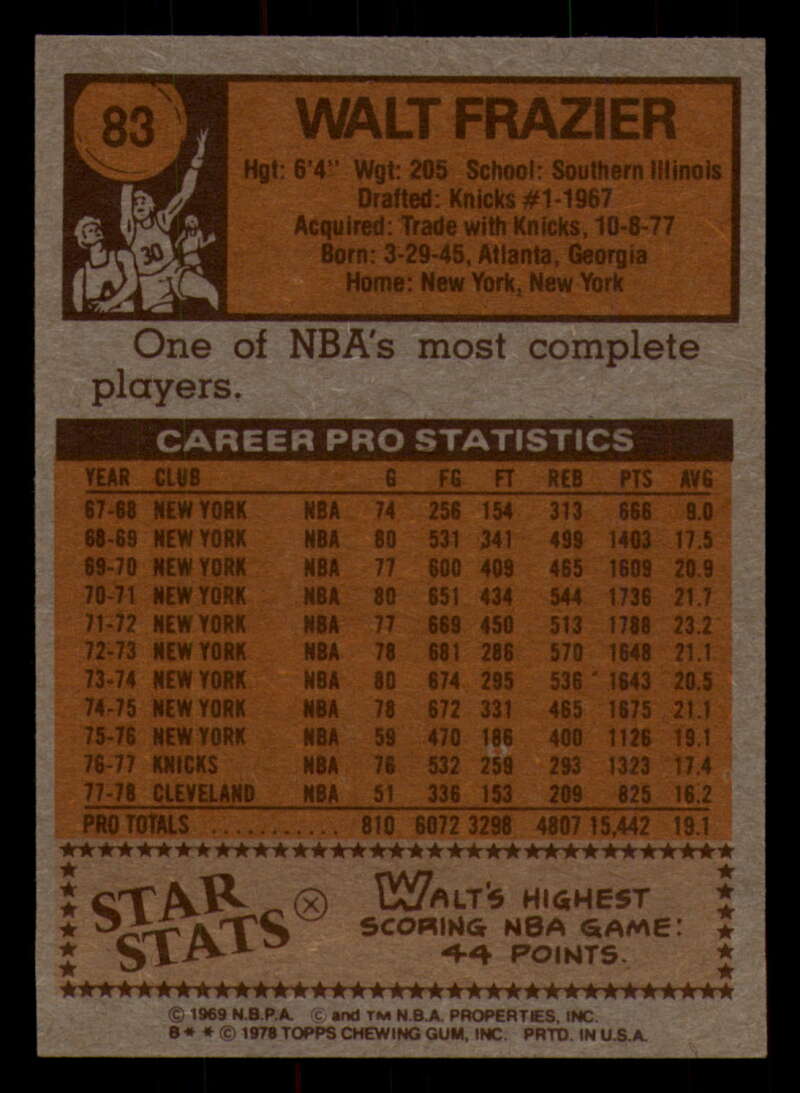 83
WALT FRAZIER
Hgt: 6'4" Wgt: 205 School: Southern Illinois
Drafted: Knicks #1-1967
Acquired: Trade with Knicks, 10-8-77
Born: 3-29-45, Atlanta, Georgia
Home: New York, New York
30
One of NBA's most complete
players.
CAREER PRO STATISTICS
YEAR CLUB G FG FT REB PTS AVG
67-68 NEW YORK NBA 74 256 154 313 666 9.0
68-69 NEW YORK NBA 80 531 341 499 1403 17.5
69-70 NEW YORK NBA 77 600 409 465 1609 20.9
70-71 NEW YORK NBA 80 651 434 544 1736 21.7
71-72 NEW YORK NBA 77 669 450 513 1788 23.2
72-73 NEW YORK NBA 78 681 286 570 1648 21.1
73-74 NEW YORK NBA 80 674 295 536 1643 20.5
74-75 NEW YORK NBA 78 672 331 465 1675 21.1
75-76 NEW YORK NBA 59 470 186 400 1126 19.1
76-77 KNICKS NBA 76 532 259 293 1323 17.4
77-78 CLEVELAND NBA 51 336 153 209 825 16.2
PRO TOTALS ........... 810 6072 3298 4807 15,442 19.1
STAR
STATS
WALT'S HIGHEST
SCORING NBA GAME:
44 POINTS.
© 1969 N.B.P.A. © and TM N.B.A. PROPERTIES, INC.
B * * © 1978 TOPPS CHEWING GUM, INC. PRTD. IN U.S.A.